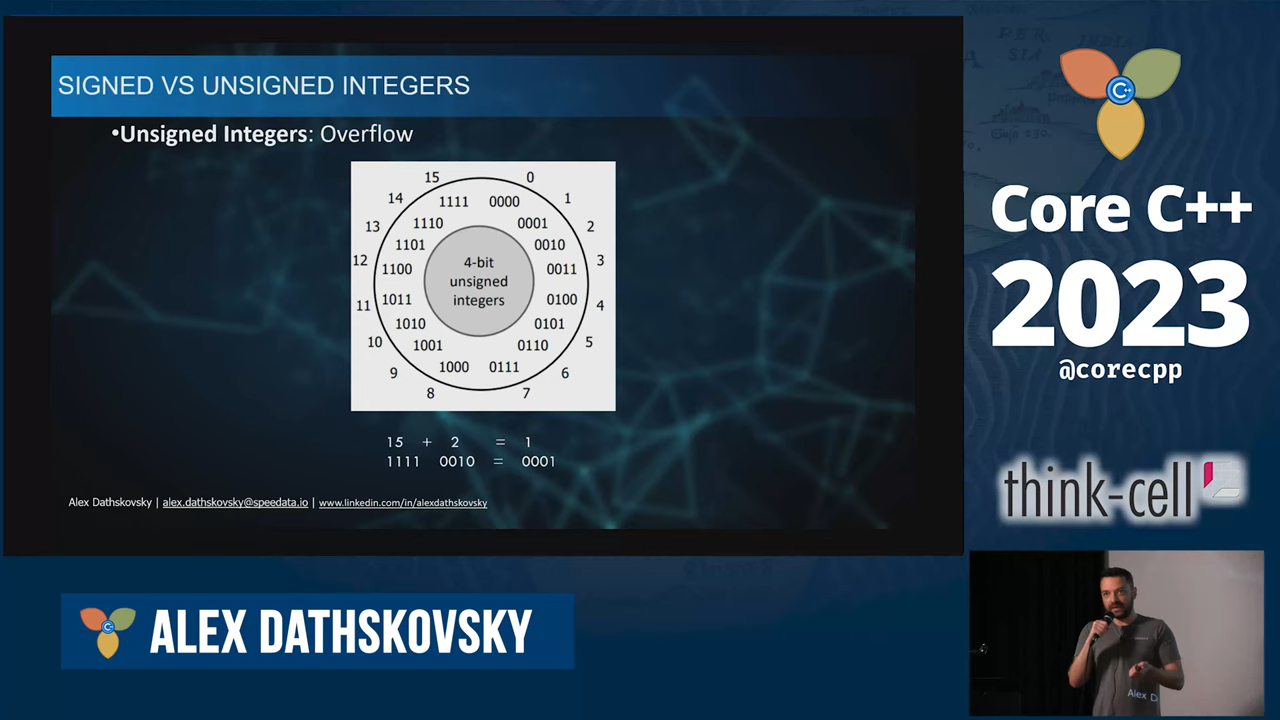 SIGNED VS UNSIGNED INTEGERS
•Unsigned Integers: Overflow
15 0
14 1111 0000 1
13 1110 0001 2
1101 0010
12 1100 0011 3
4-bit
unsigned
integers
11 1011 0100 4
1010 0101
10 1001 0110 5
9 1000 0111 6
8 7
15 + 2 = 1
1111 0010 = 0001
Alex Dathskovsky | alex.dathskovsky@speedata.io | www.linkedin.com/in/alexdathskovsky
C++
Core C++
2023
@corecpp
think-cell
ALEX DATHSKOVSKY
Alex D